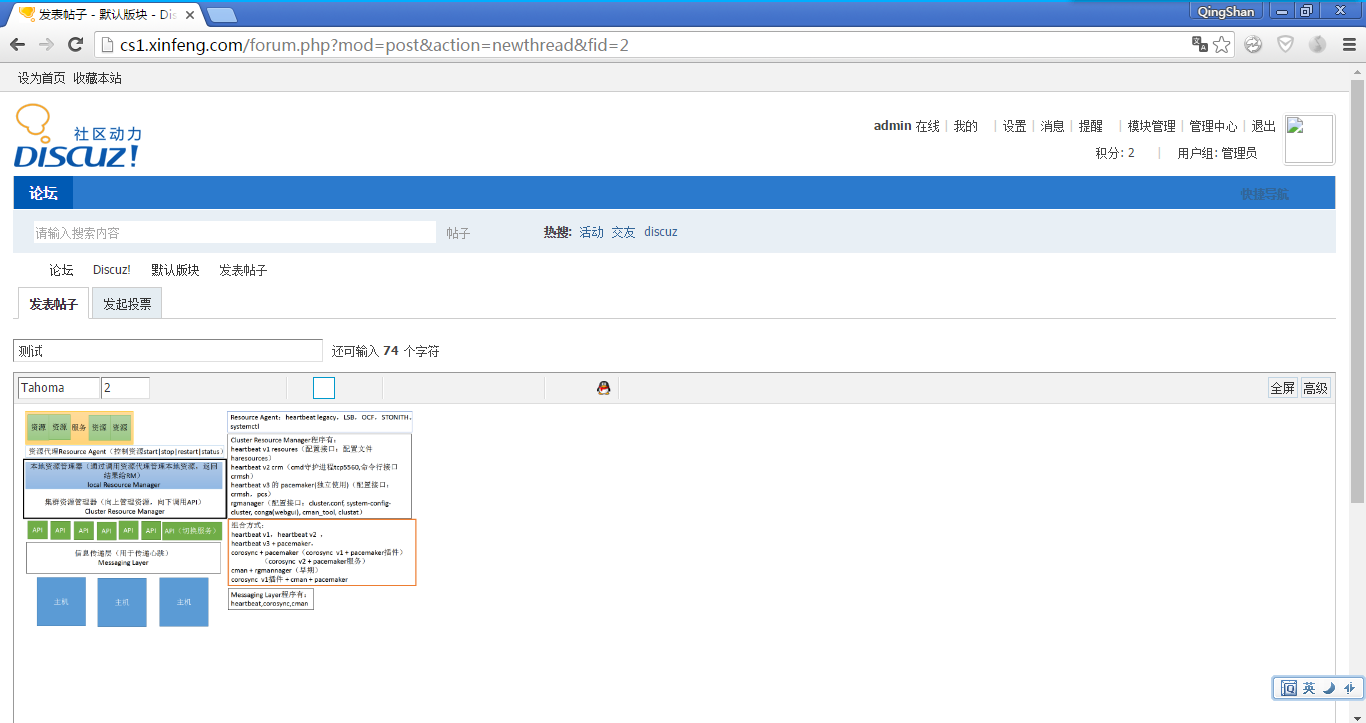 发表帖子 - 默认版块 - Dis
QingShan
cs1.xinfeng.com/forum.php?mod=post&action=newthread&fid=2
设为首页 收藏本站
社区动力
DISCUZ!
admin 在线 | 我的 | 设置 | 消息 | 提醒 | 模块管理 | 管理中心 | 退出
积分: 2 | 用户组: 管理员
论坛
快捷导航
请输入搜索内容
帖子
热搜: 活动 交友 discuz
论坛 Discuz! 默认版块 发表帖子
发表帖子 发起投票
测试
还可输入 74 个字符
Tahoma 2
全屏 高级
资源 资源 服务 资源 资源
资源代理Resource Agent（控制资源start|stop|restart|status）
本地资源管理器（通过调用资源代理管理本地资源，返回
结果给RM）
local Resource Manager
集群资源管理器（向上管理资源，向下调用API）
Cluster Resource Manager
API API API API API API API（切换服务）
信息传递层（用于传递心跳）
Messaging Layer
主机 主机 主机
Resource Agent：heartbeat legacy，LSB，OCF，STONITH，
systemctl
Cluster Resource Manager程序有：
heartbeat v1 resoures（配置接口：配置文件
haresources）
heartbeat v2 crm（cmd守护进程tcp5560,命令行接口
crmsh）
heartbeat v3 的 pacemaker(独立使用)（配置接口：
crmsh，pcs）
rgmanager（配置接口：cluster.conf, system-config-
cluster, conga(webgui), cman_tool, clustat）
组合方式：
heartbeat v1，heartbeat v2 ，
heartbeat v3 + pacemaker，
corosync + pacemaker（corosync v1 + pacemaker插件）
（corosync v2 + pacemaker服务）
cman + rgmannager（早期）
corosync v1插件 + cman + pacemaker
Messaging Layer程序有：
heartbeat,corosync,cman
英